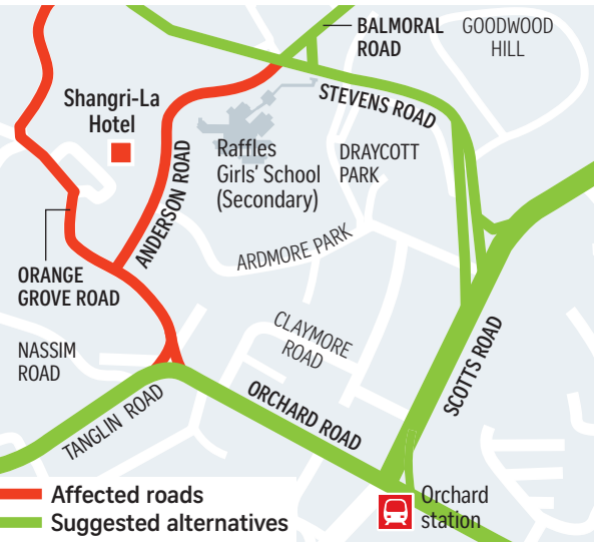 BALMORAL
ROAD
GOODWOOD
HILL
Shangri-La
Hotel
STEVENS ROAD
Raffles
Girls' School
(Secondary)
DRAYCOTT
PARK
ANDERSON ROAD
ARDMORE PARK
ORANGE
GROVE ROAD
CLAYMORE
ROAD
NASSIM
ROAD
SCOTTS ROAD
ORCHARD ROAD
TANGLIN ROAD
Affected roads
Suggested alternatives
Orchard
station